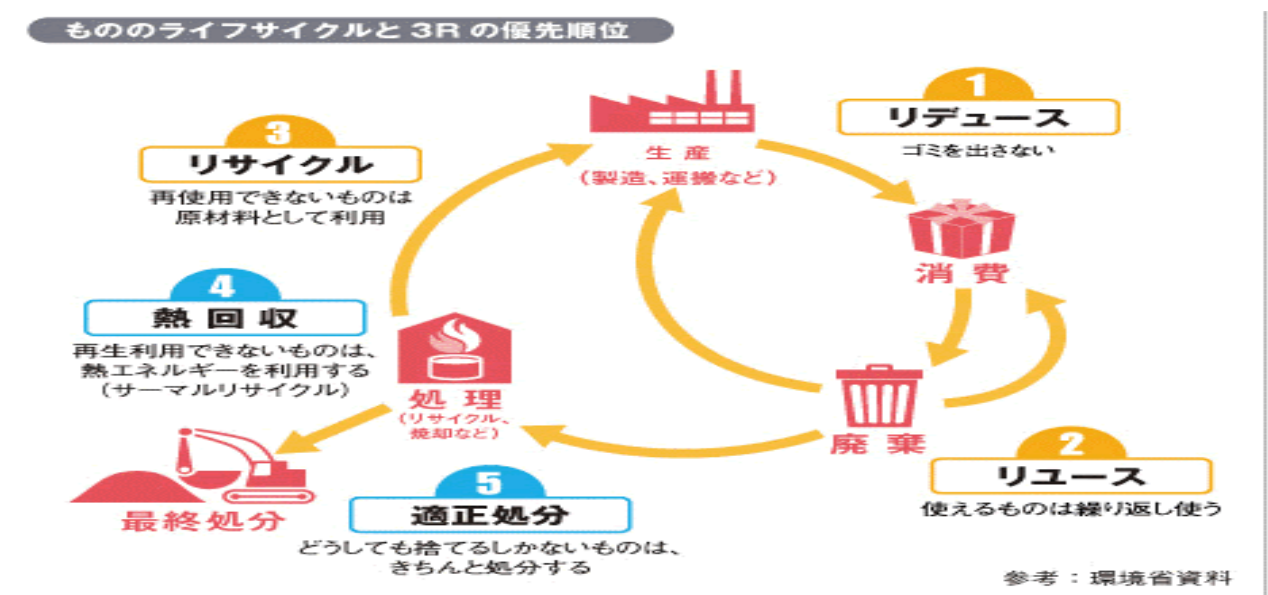 もののライフサイクルと3Rの優先順位
1
リデュース
ゴミを出さない
生産
(製造、運搬など)
3
リサイクル
再使用できないものは
原材料として利用
消費
4
熱回収
再生利用できないものは、
熱エネルギーを利用する
(サーマルリサイクル)
処理
(リサイクル、
焼却など)
廃棄
2
リユース
使えるものは繰り返し使う
最終処分
5
適正処分
どうしても捨てるしかないものは、
きちんと処分する
参考:環境省資料